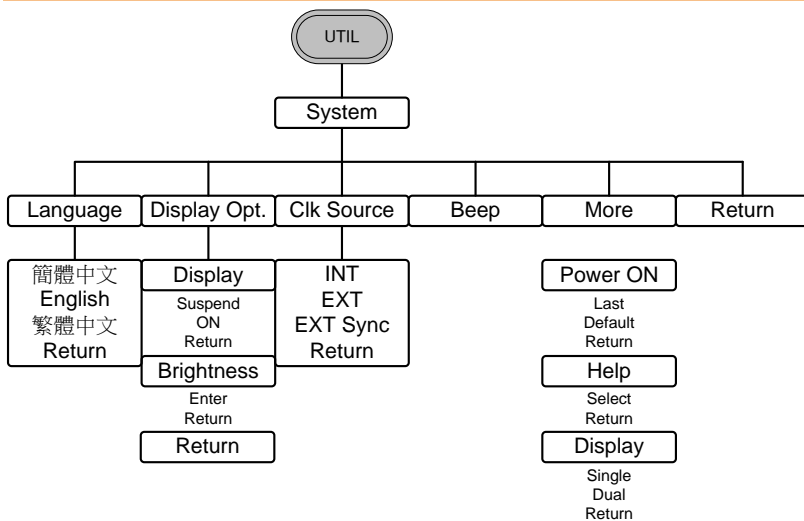 UTIL
System
Language
Display Opt.
Clk Source
Beep
More
Return
簡體中文
English
繁體中文
Return
Display
Suspend
ON
Return
Brightness
Enter
Return
Return
INT
EXT
EXT Sync
Return
Power ON
Last
Default
Return
Help
Select
Return
Display
Single
Dual
Return